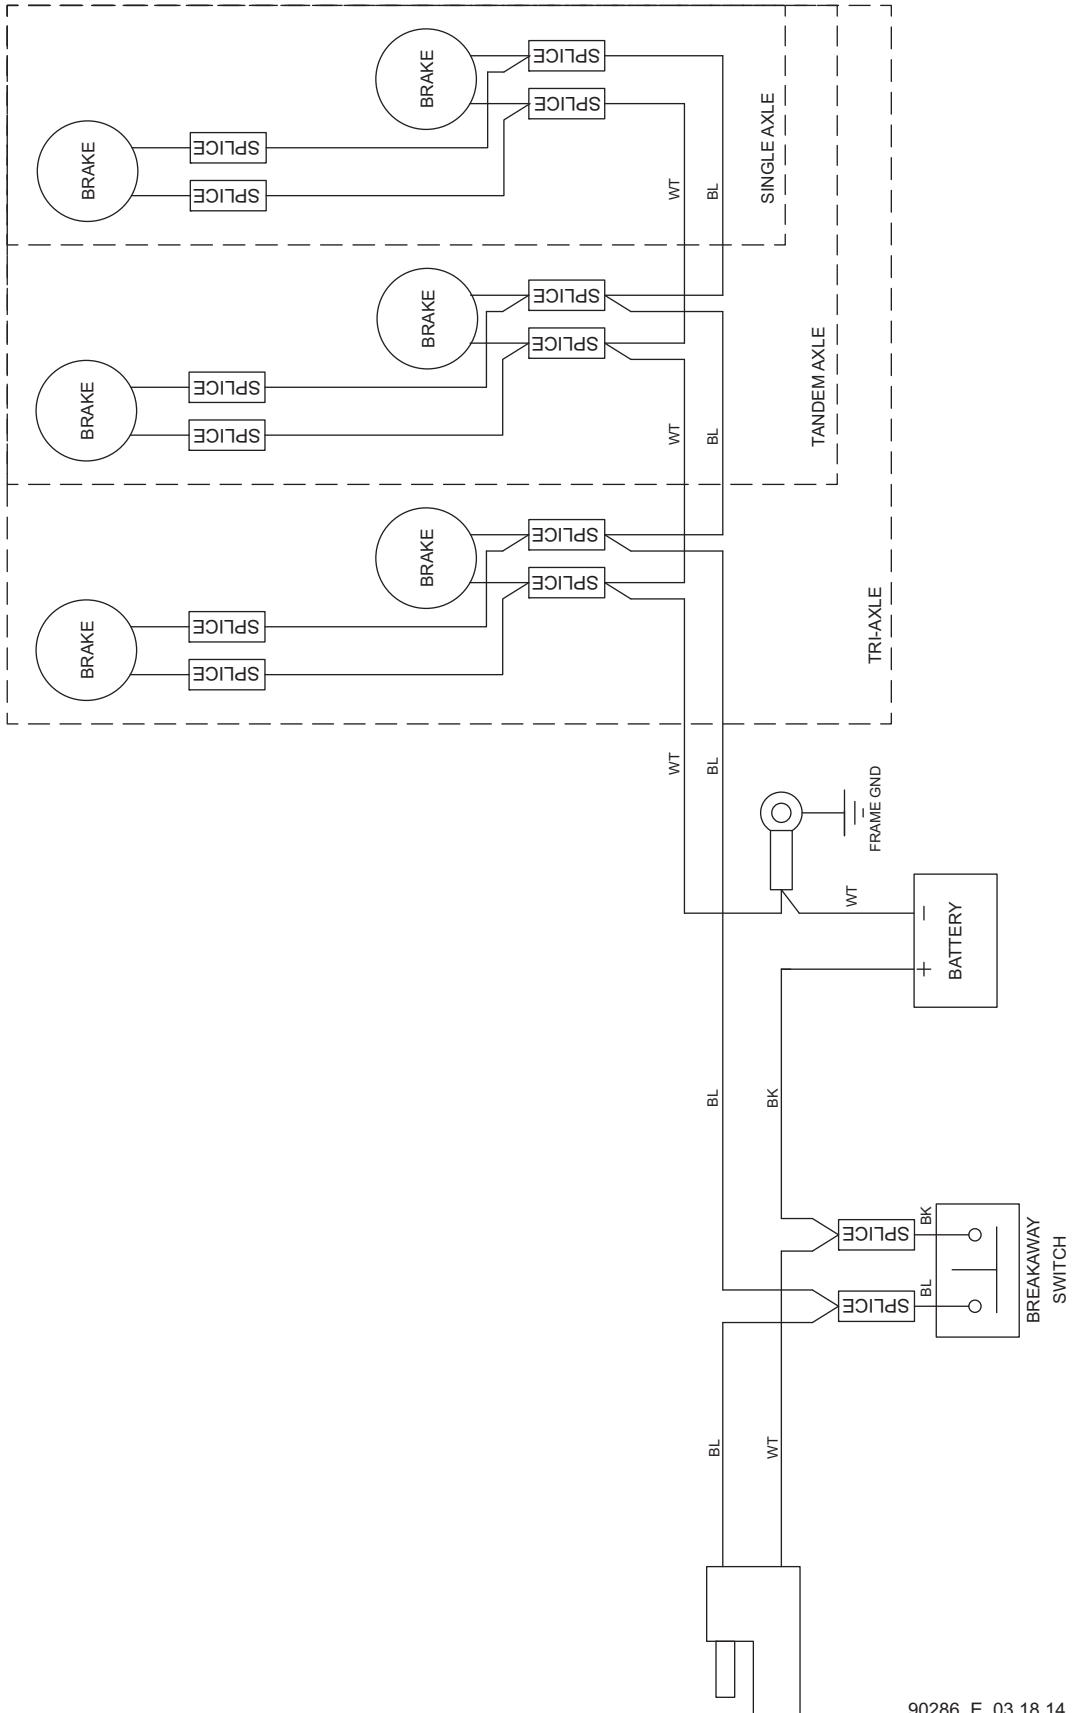 BRAKE
SPLICE
SPLICE
BRAKE
SPLICE
SPLICE
WT
BL
SINGLE AXLE
BRAKE
SPLICE
SPLICE
BRAKE
SPLICE
SPLICE
WT
BL
TANDEM AXLE
BRAKE
SPLICE
SPLICE
BRAKE
SPLICE
SPLICE
TRI-AXLE
WT
BL
FRAME GND
WT
− +
BATTERY
BL
BK
SPLICE
BK
SPLICE
BL
BREAKAWAY
SWITCH
BL
WT
90286 E 03 18 14